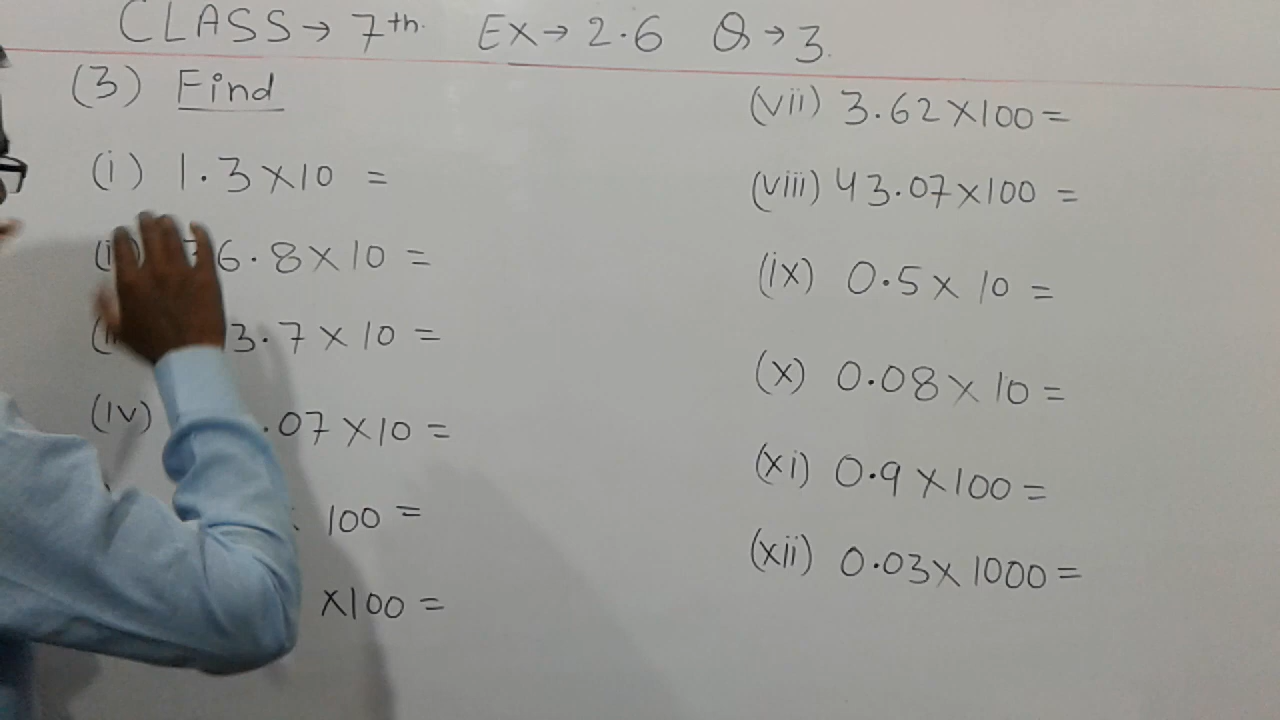 CLASS → 7th. EX → 2.6 Q → 3.
(3) Find
(i) 1.3 × 10 =
36.8 × 10 =
3.7 × 10 =
(iv) .07 × 10 =
100 =
× 100 =
(vii) 3.62 × 100 =
(viii) 43.07 × 100 =
(ix) 0.5 × 10 =
(x) 0.08 × 10 =
(xi) 0.9 × 100 =
(xii) 0.03 × 1000 =